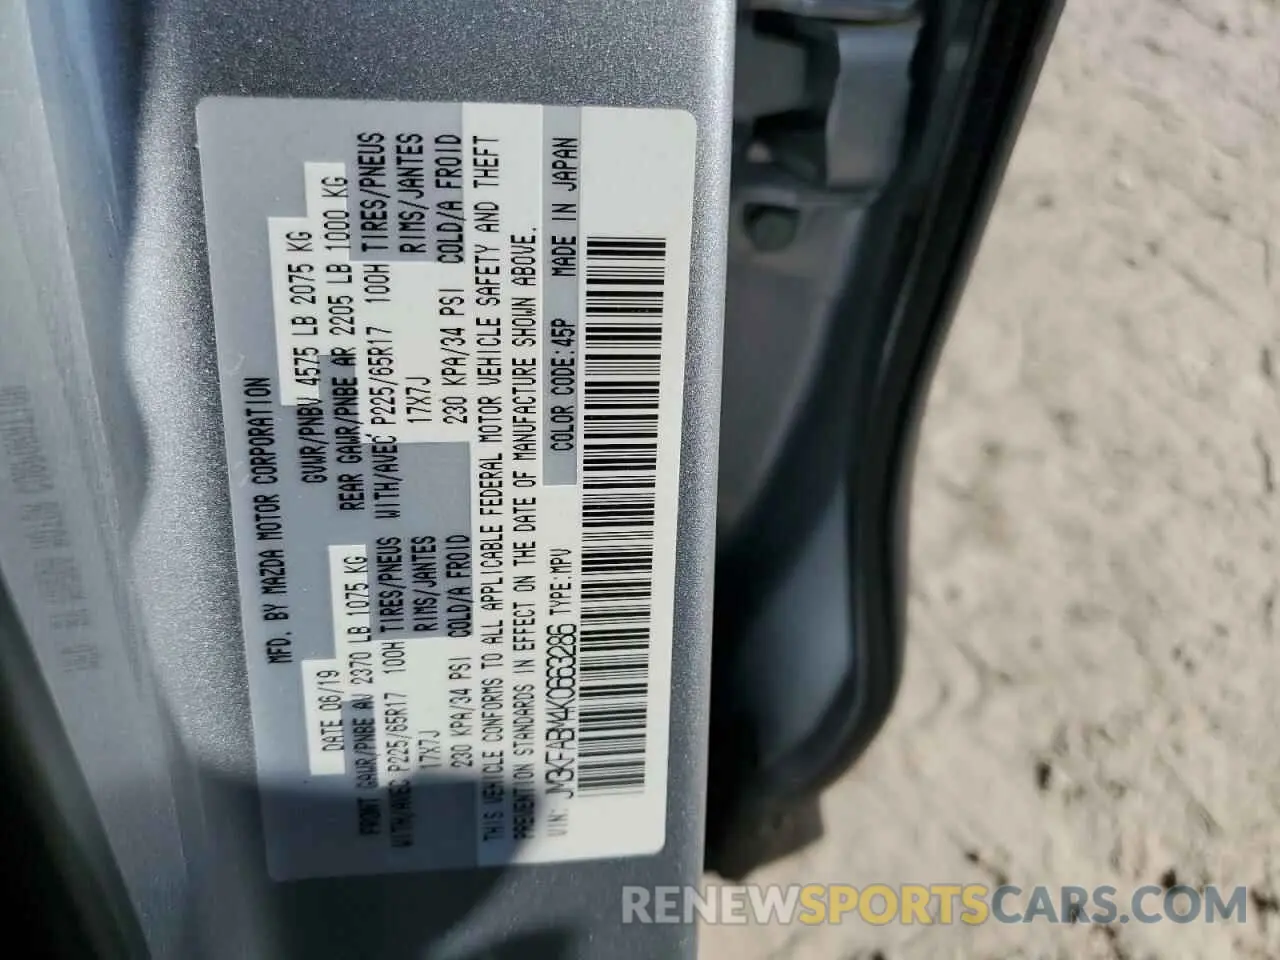 MFD. BY MAZDA MOTOR CORPORATION
DATE 06/19
GVWR/PNBV 4575 LB 2075 KG
FRONT GAWR/PNBE AV 2370 LB 1075 KG
REAR GAWR/PNBE AR 2205 LB 1000 KG
WITH/AVEC P225/65R17 100H TIRES/PNEUS
WITH/AVEC P225/65R17 100H TIRES/PNEUS
17X7J RIMS/JANTES
17X7J RIMS/JANTES
230 KPA/34 PSI COLD/A FROID
230 KPA/34 PSI COLD/A FROID
THIS VEHICLE CONFORMS TO ALL APPLICABLE FEDERAL MOTOR VEHICLE SAFETY AND THEFT
PREVENTION STANDARDS IN EFFECT ON THE DATE OF MANUFACTURE SHOWN ABOVE.
VIN: JM3KFABM4K0663286 TYPE:MPV COLOR CODE:45P MADE IN JAPAN
RENEWSPORTSCARS.COM